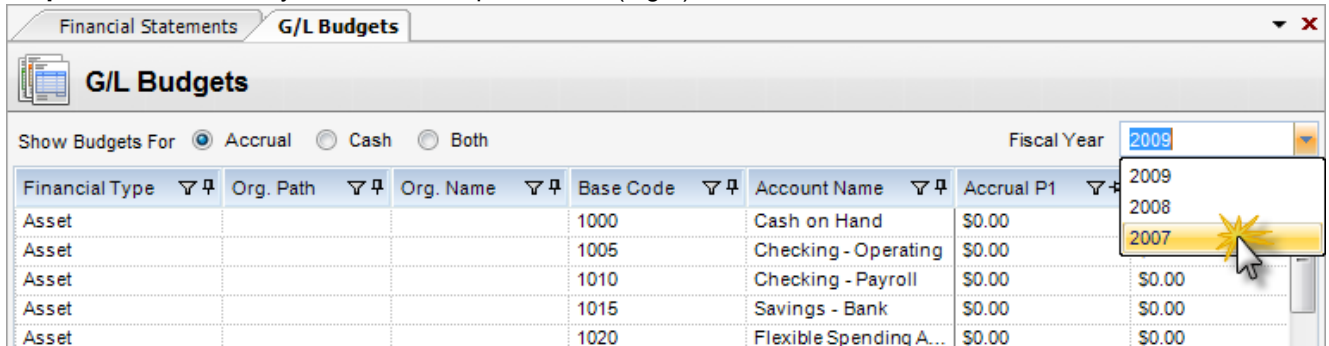 Financial Statements G/L Budgets
G/L Budgets
Show Budgets For Accrual Cash Both Fiscal Year 2009
Financial Type Org. Path Org. Name Base Code Account Name Accrual P1
2009
2008
2007
Asset 1000 Cash on Hand $0.00
Asset 1005 Checking - Operating $0.00
Asset 1010 Checking - Payroll $0.00 $0.00
Asset 1015 Savings - Bank $0.00 $0.00
Asset 1020 Flexible Spending A... $0.00 $0.00